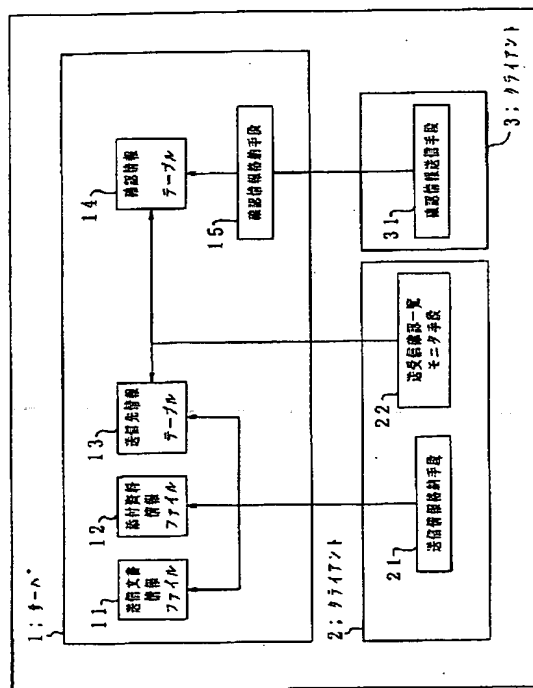 1;サーバ
11
送信文書
情報
ファイル
12
添付資料
情報
ファイル
13
送信先情報
テーブル
14
確認情報
テーブル
15
確認情報格納手段
2;クライアント
21
送信情報格納手段
22
送受信確認一覧
モニタ手段
31
確認情報送信手段
3;クライアント